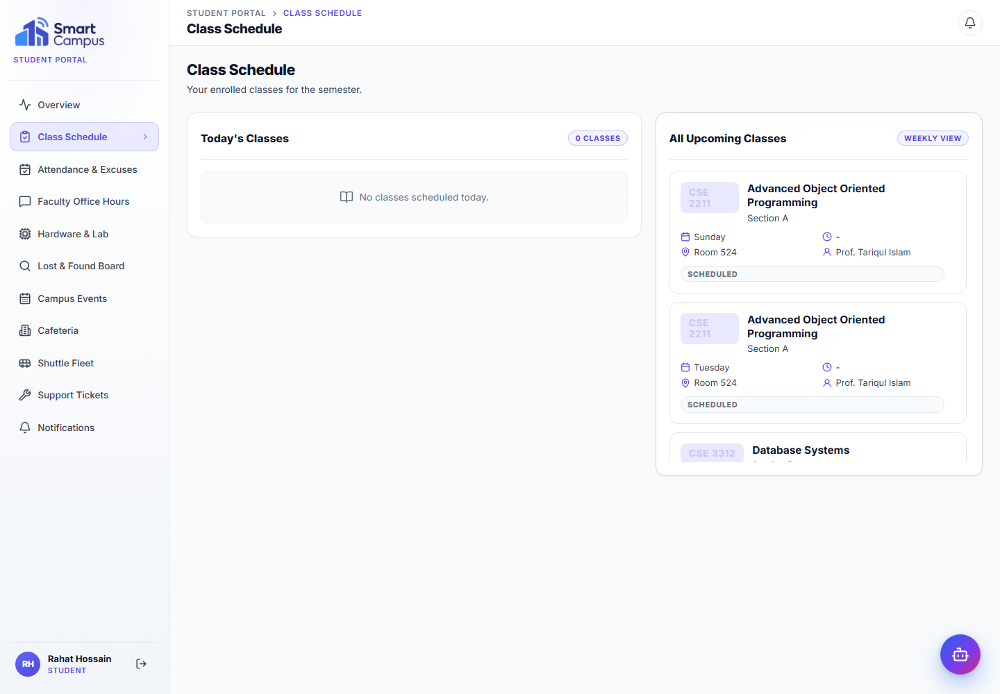 Smart
Campus
STUDENT PORTAL
Overview
Class Schedule
Attendance & Excuses
Faculty Office Hours
Hardware & Lab
Lost & Found Board
Campus Events
Cafeteria
Shuttle Fleet
Support Tickets
Notifications
RH
Rahat Hossain
STUDENT
STUDENT PORTAL > CLASS SCHEDULE
Class Schedule
Class Schedule
Your enrolled classes for the semester.
Today's Classes
0 CLASSES
No classes scheduled today.
All Upcoming Classes
WEEKLY VIEW
CSE
2211
Advanced Object Oriented
Programming
Section A
Sunday
-
Room 524
Prof. Tariqul Islam
SCHEDULED
CSE
2211
Advanced Object Oriented
Programming
Section A
Tuesday
-
Room 524
Prof. Tariqul Islam
SCHEDULED
CSE 3312
Database Systems